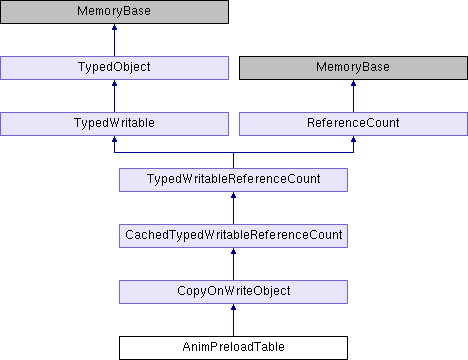 MemoryBase
TypedObject
MemoryBase
TypedWritable
ReferenceCount
TypedWritableReferenceCount
CachedTypedWritableReferenceCount
CopyOnWriteObject
AnimPreloadTable